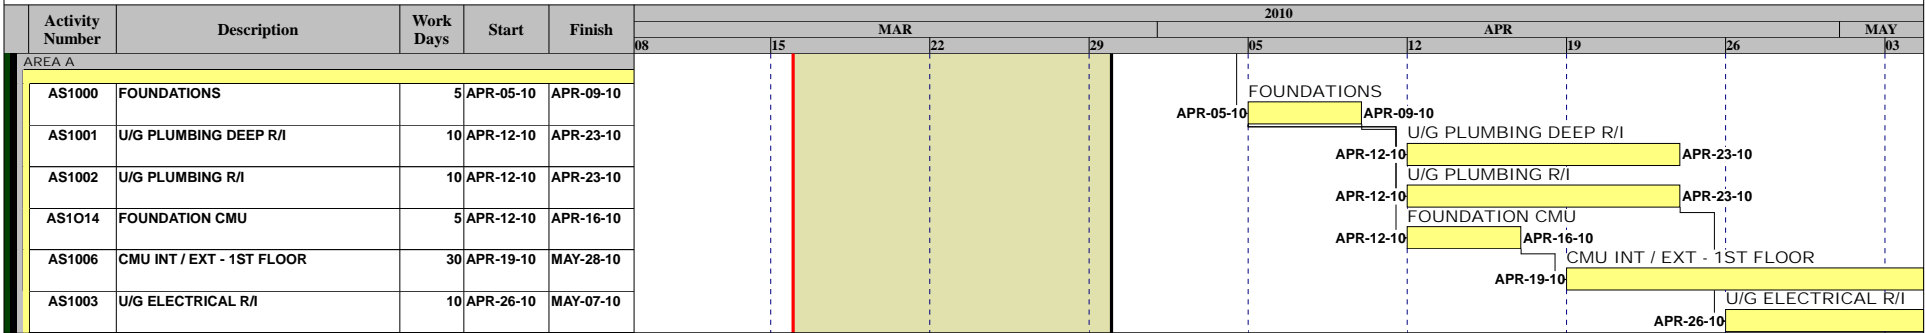 2010
Activity Number Description Work Days Start Finish
MAR APR MAY
08 15 22 29 05 12 19 26 03
AREA A
AS1000 FOUNDATIONS 5 APR-05-10 APR-09-10
FOUNDATIONS
APR-05-10 APR-09-10
AS1001 U/G PLUMBING DEEP R/I 10 APR-12-10 APR-23-10
U/G PLUMBING DEEP R/I
APR-12-10 APR-23-10
AS1002 U/G PLUMBING R/I 10 APR-12-10 APR-23-10
U/G PLUMBING R/I
APR-12-10 APR-23-10
AS1O14 FOUNDATION CMU 5 APR-12-10 APR-16-10
FOUNDATION CMU
APR-12-10 APR-16-10
AS1006 CMU INT / EXT - 1ST FLOOR 30 APR-19-10 MAY-28-10
CMU INT / EXT - 1ST FLOOR
APR-19-10
AS1003 U/G ELECTRICAL R/I 10 APR-26-10 MAY-07-10
U/G ELECTRICAL R/I
APR-26-10